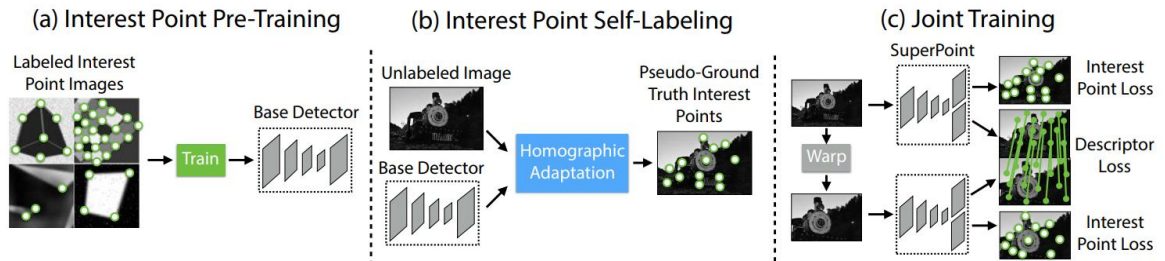 (a) Interest Point Pre-Training
Labeled Interest
Point Images
Train
Base Detector
(b) Interest Point Self-Labeling
Unlabeled Image
Base Detector
Homographic
Adaptation
Pseudo-Ground
Truth Interest
Points
(c) Joint Training
SuperPoint
Warp
Interest
Point Loss
Descriptor
Loss
Interest
Point Loss